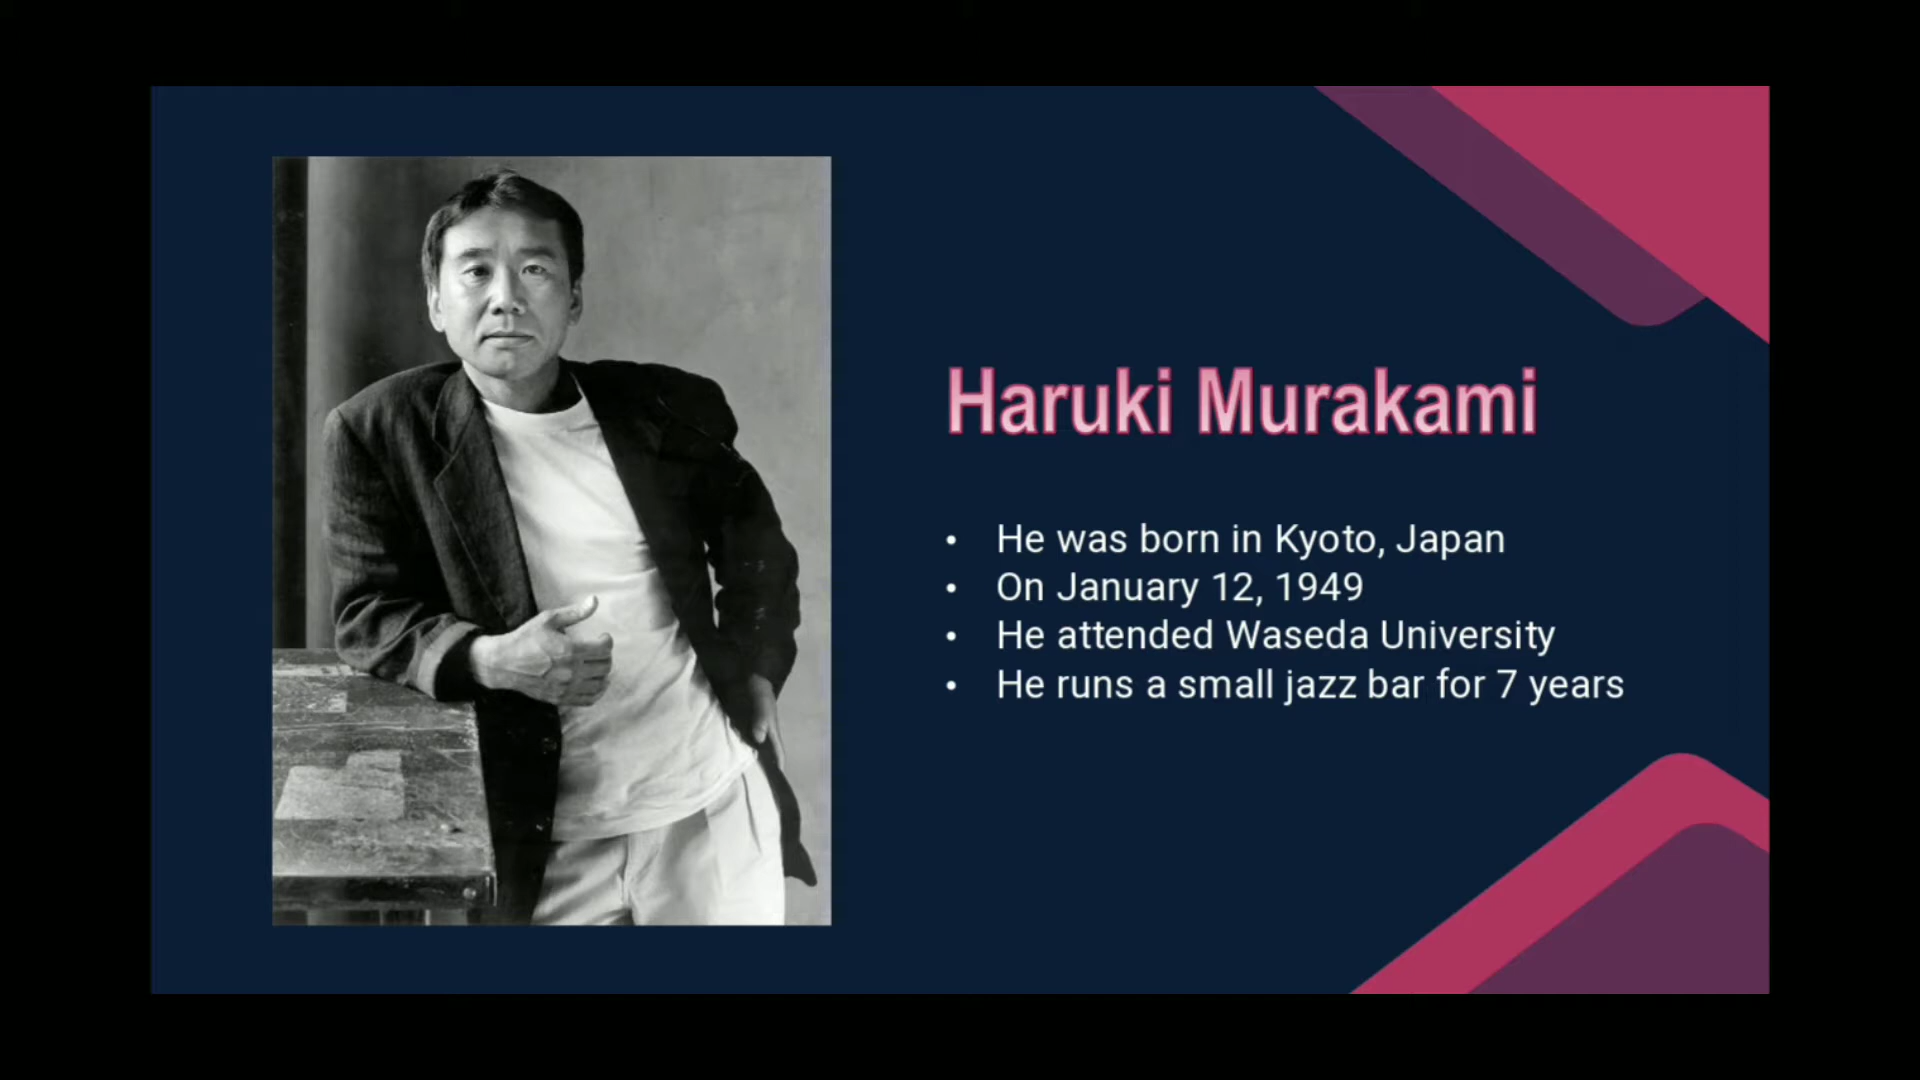 Haruki Murakami
• He was born in Kyoto, Japan
• On January 12, 1949
• He attended Waseda University
• He runs a small jazz bar for 7 years